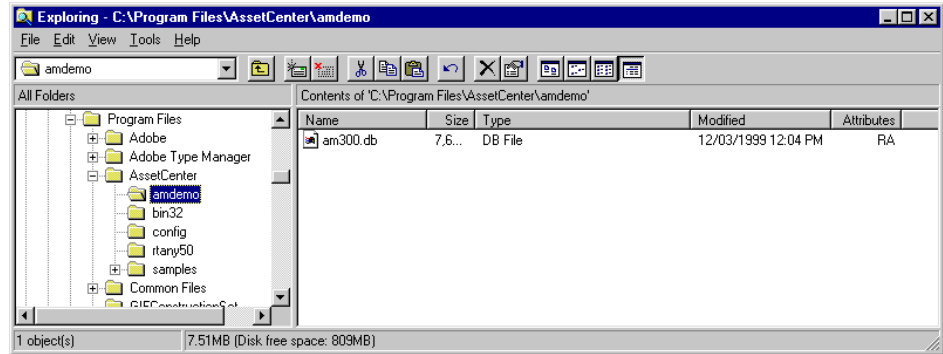 Exploring - C:\Program Files\AssetCenter\amdemo
File Edit View Tools Help
amdemo
All Folders
Contents of 'C:\Program Files\AssetCenter\amdemo'
Name Size Type Modified Attributes
am300.db 7,6... DB File 12/03/1999 12:04 PM RA
Program Files
Adobe
Adobe Type Manager
AssetCenter
amdemo
bin32
config
rtany50
samples
Common Files
1 object(s) 7.51MB (Disk free space: 809MB)